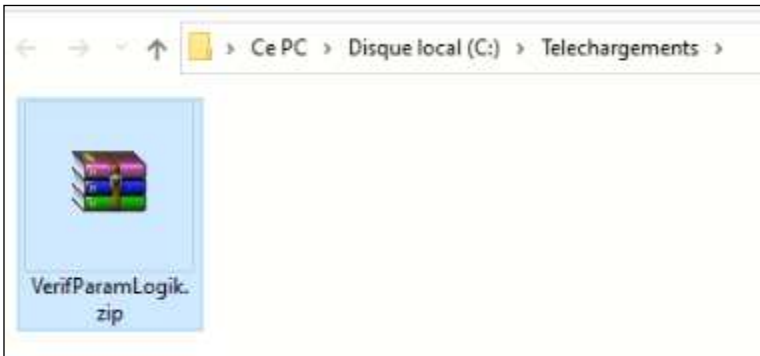 Ce PC > Disque local (C:) > Telechargements >
VerifParamLogik.
zip